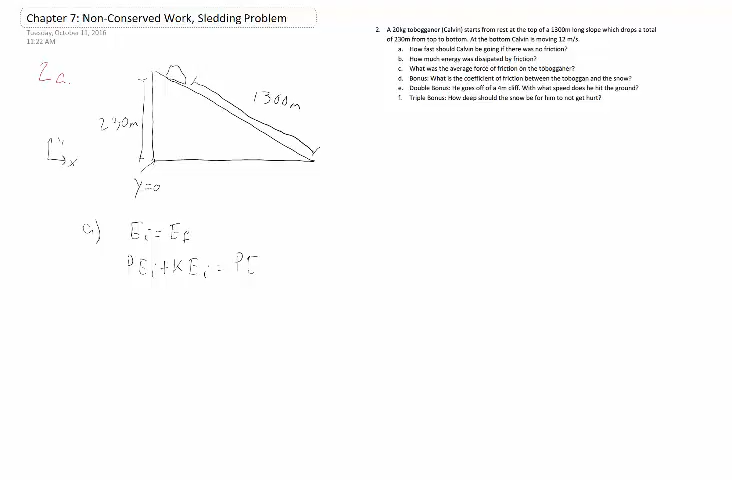 Chapter 7: Non-Conserved Work, Sledding Problem
Tuesday, October 11, 2016
11:22 AM
2. A 20kg tobogganer (Calvin) starts from rest at the top of a 1300m long slope which drops a total
of 230m from top to bottom. At the bottom Calvin is moving 12 m/s.
a. How fast should Calvin be going if there was no friction?
b. How much energy was dissipated by friction?
c. What was the average force of friction on the tobogganer?
d. Bonus: What is the coefficient of friction between the toboggan and the snow?
e. Double Bonus: He goes off of a 4m cliff. With what speed does he hit the ground?
f. Triple Bonus: How deep should the snow be for him to not get hurt?
2a.
1300m
230m
y
x
y=0
a) Ei = Ef
PEi + KEi = PE